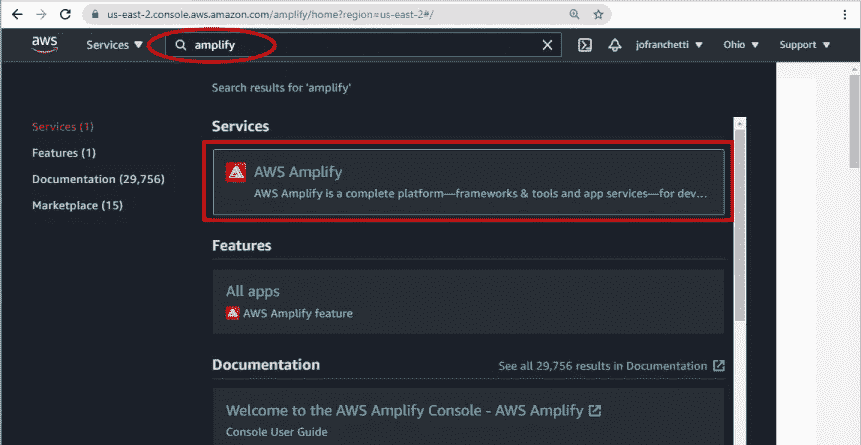 us-east-2.console.aws.amazon.com/amplify/home?region=us-east-2#/
aws Services amplify jofranchetti Ohio Support
Search results for 'amplify'
Services (1)
Features (1)
Documentation (29,756)
Marketplace (15)
Services
AWS Amplify
AWS Amplify is a complete platform—frameworks & tools and app services—for dev...
Features
All apps
AWS Amplify feature
Documentation See all 29,756 results in Documentation
Welcome to the AWS Amplify Console - AWS Amplify
Console User Guide